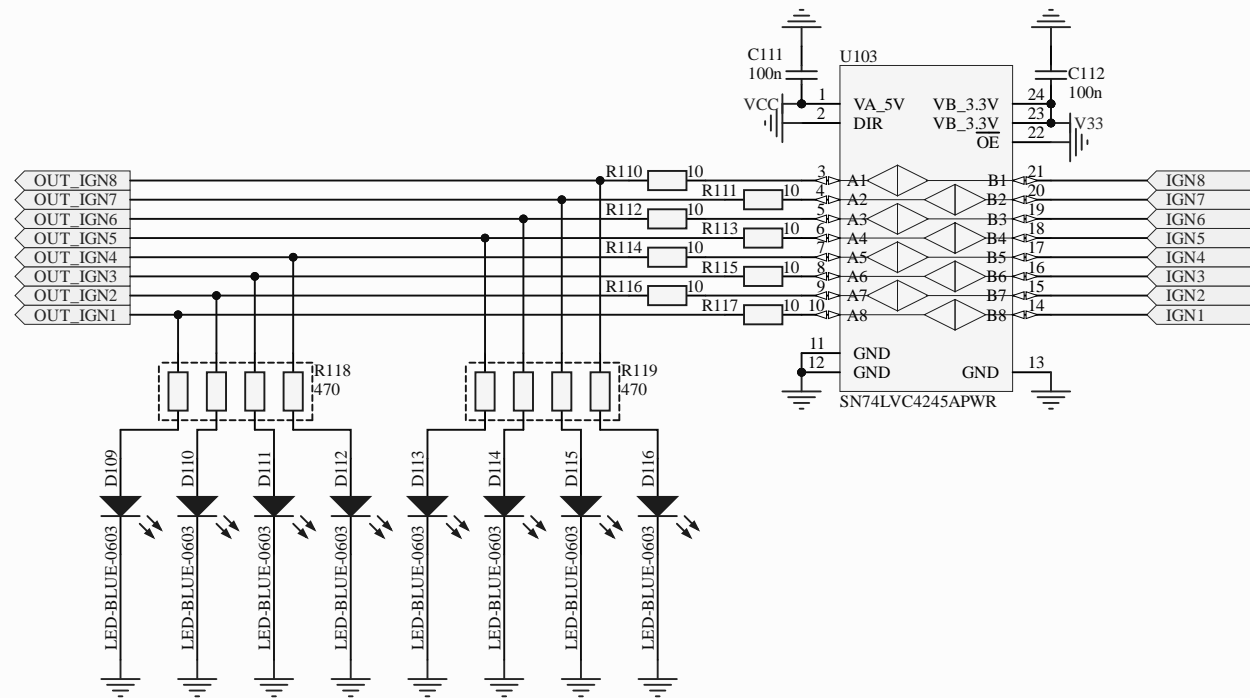 C111
100n
U103
C112
100n
VCC
1
VA_5V
VB_3.3V
24
2
DIR
VB_3.3V
23
V33
OE
22
OUT_IGN8
R110
10
3
A1
B1
21
IGN8
OUT_IGN7
R111
10
4
A2
B2
20
IGN7
OUT_IGN6
R112
10
5
A3
B3
19
IGN6
OUT_IGN5
R113
10
6
A4
B4
18
IGN5
OUT_IGN4
R114
10
7
A5
B5
17
IGN4
OUT_IGN3
R115
10
8
A6
B6
16
IGN3
OUT_IGN2
R116
10
9
A7
B7
15
IGN2
OUT_IGN1
R117
10
10
A8
B8
14
IGN1
11
GND
12
GND
GND
13
SN74LVC4245APWR
R118
470
R119
470
D109
D110
D111
D112
D113
D114
D115
D116
LED-BLUE-0603
LED-BLUE-0603
LED-BLUE-0603
LED-BLUE-0603
LED-BLUE-0603
LED-BLUE-0603
LED-BLUE-0603
LED-BLUE-0603